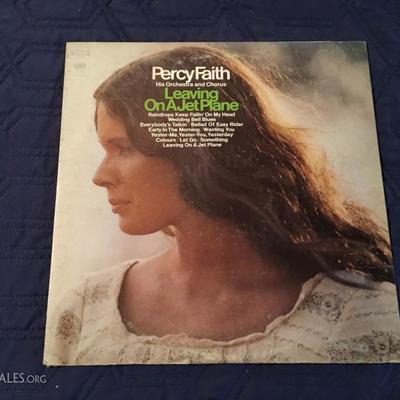 Percy Faith
His Orchestra and Chorus
Leaving
On A Jet Plane
Raindrops Keep Fallin' On My Head
Wedding Bell Blues
Everybody's Talkin' · Ballad Of Easy Rider
Early In The Morning · Wanting You
Yester-Me, Yester-You, Yesterday
Colours · Let Go · Something
Leaving On A Jet Plane
ALES.ORG